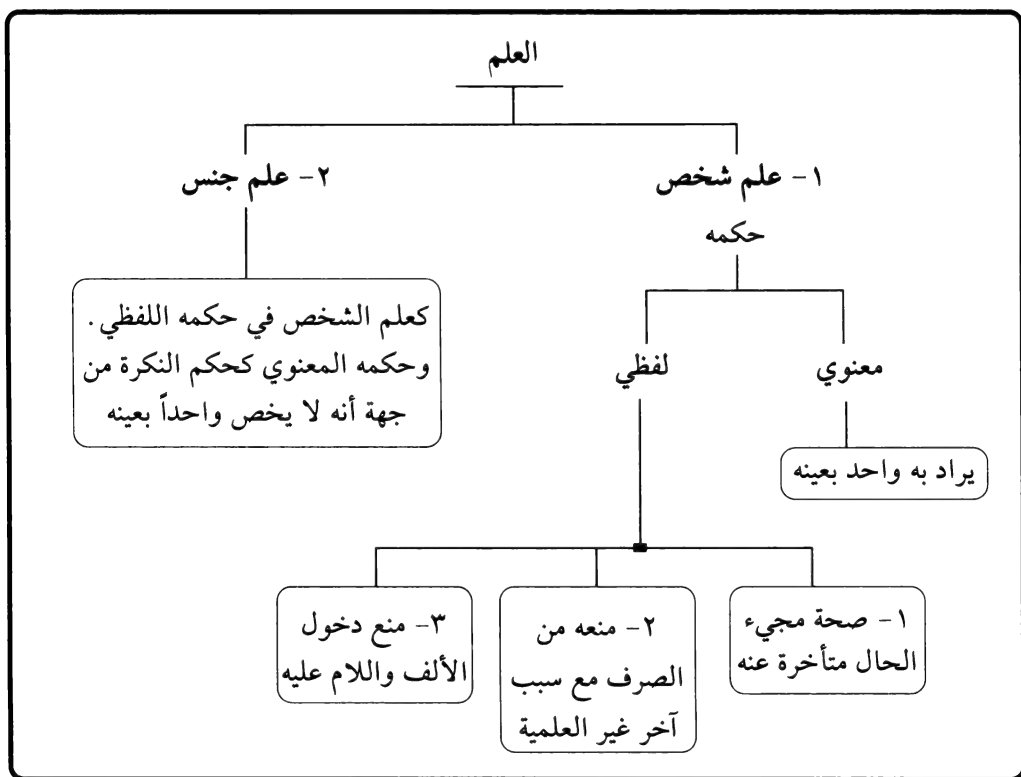 العلم
١- علم شخص
حكمه
معنوي
يراد به واحد بعينه
لفظي
١- صحة مجيء
الحال متأخرة عنه
٢- منعه من
الصرف مع سبب
آخر غير العلمية
٣- منع دخول
الألف واللام عليه
٢- علم جنس
كعلم الشخص في حكمه اللفظي.
وحكمه المعنوي كحكم النكرة من
جهة أنه لا يخص واحداً بعينه